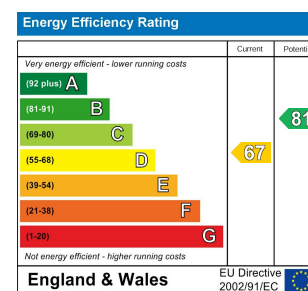 Energy Efficiency Rating
Current Potenti
Very energy efficient - lower running costs
(92 plus) A
(81-91) B
(69-80) C
(55-68) D
(39-54) E
(21-38) F
(1-20) G
67
81
Not energy efficient - higher running costs
England & Wales
EU Directive
2002/91/EC